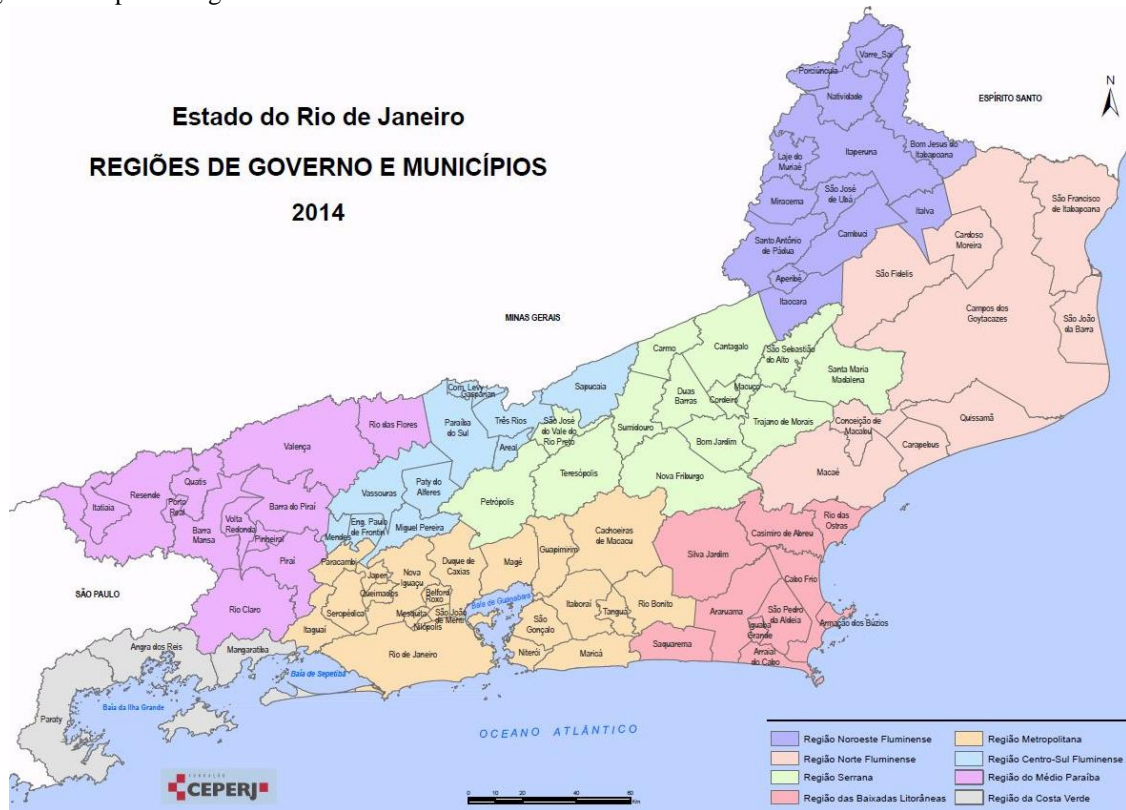 Estado do Rio de Janeiro
REGIÕES DE GOVERNO E MUNICÍPIOS
2014
N
ESPÍRITO SANTO
MINAS GERAIS
SÃO PAULO
Varre_Sai
Porciúncula
Natividade
Bom Jesus do
Itabapoana
Itaperuna
Laje do
Muriaé
São José
de Ubá
Miracema
Italva
Cambuci
Santo Antônio
de Pádua
Aperibé
Itaocara
São Francisco
de Itabapoana
Cardoso
Moreira
São Fidelis
Campos dos
Goytacazes
São João
da Barra
Quissamã
Conceição de
Macabu
Carapebus
Macaé
Carmo
Cantagalo
São Sebastião
do Alto
Santa Maria
Madalena
Macuco
Cordeiro
Duas
Barras
Trajano de Morais
Sumidouro
Bom Jardim
Nova Friburgo
São José
do Vale do
Rio Preto
Teresópolis
Petrópolis
Sapucaia
Com. Levy
Gasparian
Três Rios
Paraíba
do Sul
Areal
Paty do
Alferes
Vassouras
Miguel Pereira
Eng. Paulo
de Frontin
Mendes
Rio das Flores
Valença
Quatis
Resende
Itatiaia
Porto
Real
Barra
Mansa
Volta
Redonda
Barra do Piraí
Pinheiral
Piraí
Rio Claro
Paracambi
Japeri
Queimados
Nova
Iguaçu
Duque de
Caxias
Belford
Roxo
Mesquita
São João
de Meriti
Nilópolis
Seropédica
Itaguaí
Rio de Janeiro
Magé
Guapimirim
Cachoeiras
de Macacu
Itaboraí
Tanguá
Rio Bonito
São
Gonçalo
Niterói
Maricá
Baía de Guanabara
Silva Jardim
Casimiro de Abreu
Rio das
Ostras
Cabo Frio
Araruama
São Pedro
da Aldeia
Iguaba
Grande
Armação dos Búzios
Saquarema
Arraial
do Cabo
Angra dos Reis
Mangaratiba
Paraty
Baía da Ilha Grande
Baía de Sepetiba
OCEANO ATLÂNTICO
FUNDAÇÃO
CEPERJ
0 10 20 40 60
Km
Região Noroeste Fluminense
Região Norte Fluminense
Região Serrana
Região das Baixadas Litorâneas
Região Metropolitana
Região Centro-Sul Fluminense
Região do Médio Paraíba
Região da Costa Verde